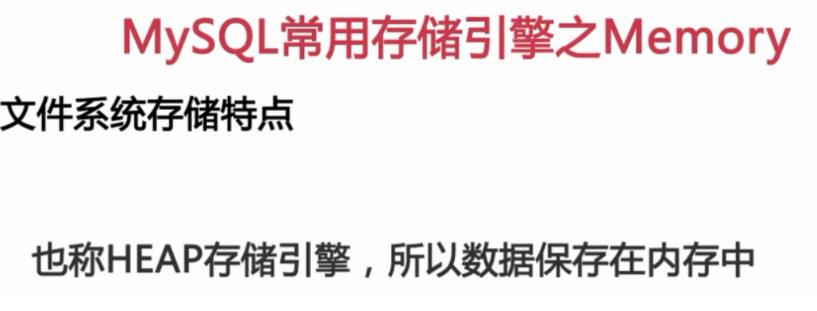 MySQL常用存储引擎之Memory
文件系统存储特点
也称HEAP存储引擎，所以数据保存在内存中